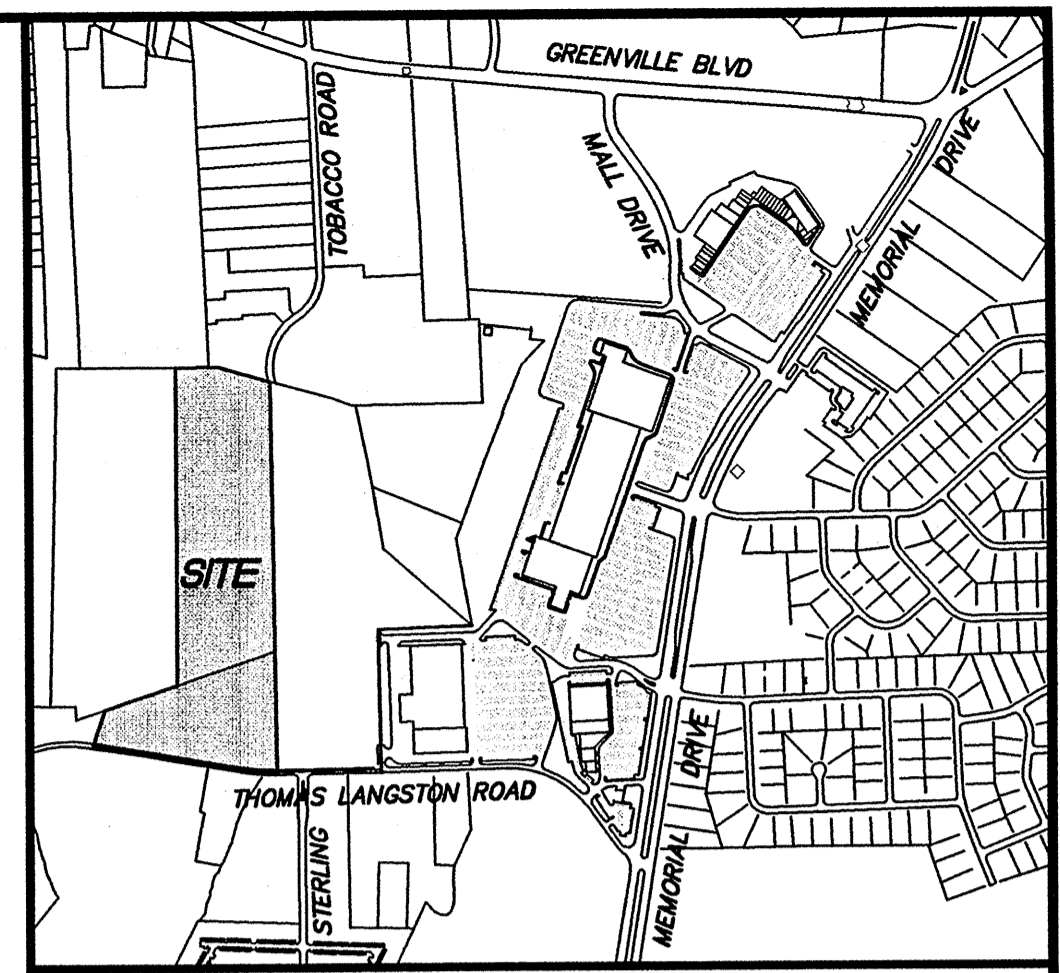 GREENVILLE BLVD
TOBACCO ROAD
MALL DRIVE
MEMORIAL DRIVE
SITE
MEMORIAL DRIVE
THOMAS LANGSTON ROAD
STERLING